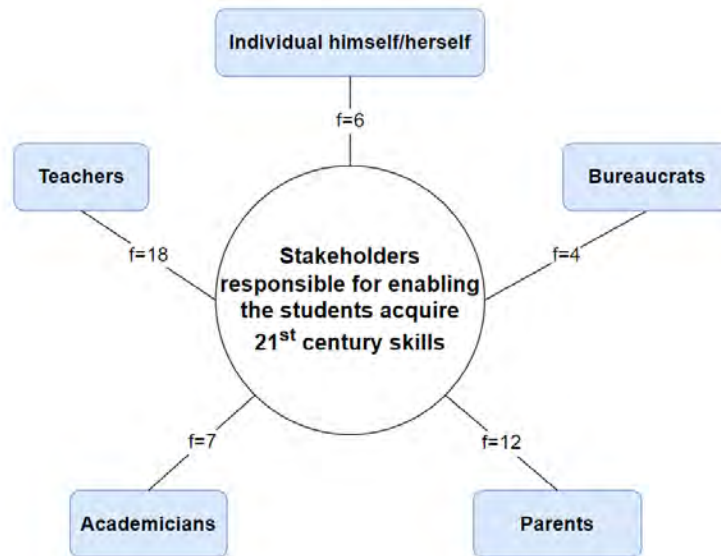 Individual himself/herself
f=6
Teachers
Bureaucrats
f=18
f=4
Stakeholders
responsible for enabling
the students acquire
21st century skills
f=7
f=12
Academicians
Parents